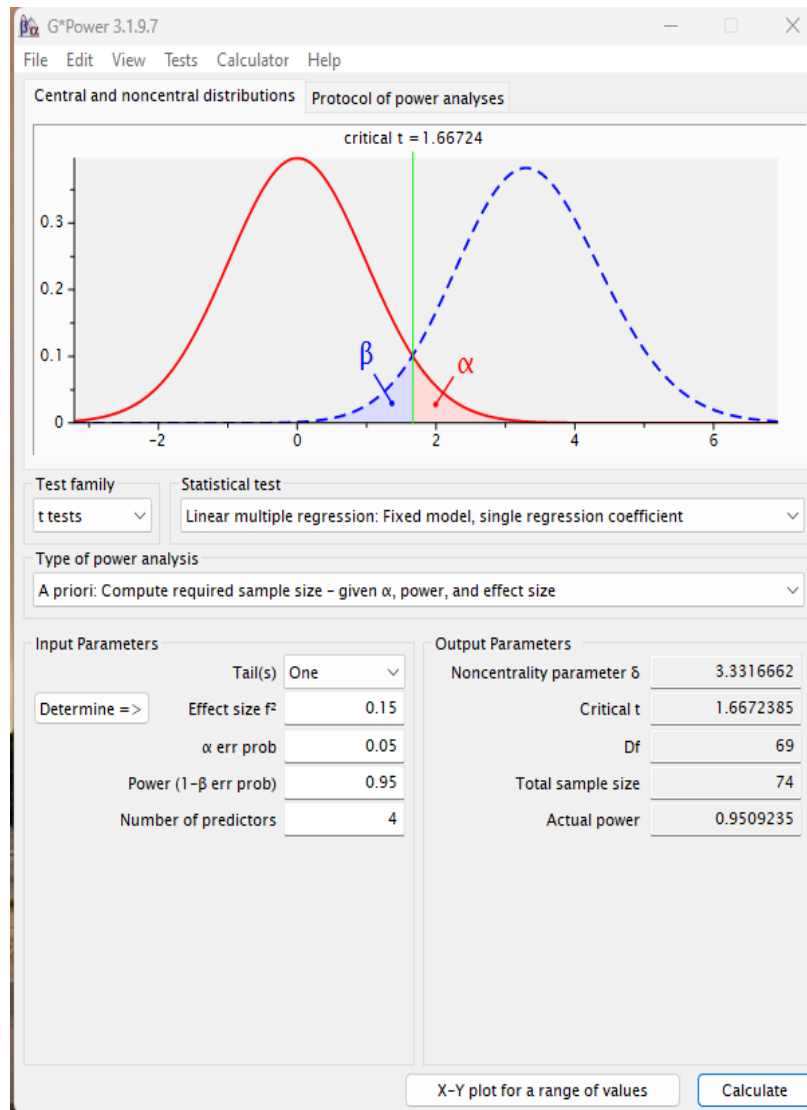 G*Power 3.1.9.7
File Edit View Tests Calculator Help
Central and noncentral distributions Protocol of power analyses
critical t = 1.66724
0.3
0.2
0.1
0
β α
-2 0 2 4 6
Test family Statistical test
t tests Linear multiple regression: Fixed model, single regression coefficient
Type of power analysis
A priori: Compute required sample size – given α, power, and effect size
Input Parameters Output Parameters
Tail(s) One Noncentrality parameter δ 3.3316662
Determine => Effect size f² 0.15 Critical t 1.6672385
α err prob 0.05 Df 69
Power (1-β err prob) 0.95 Total sample size 74
Number of predictors 4 Actual power 0.9509235
X-Y plot for a range of values Calculate